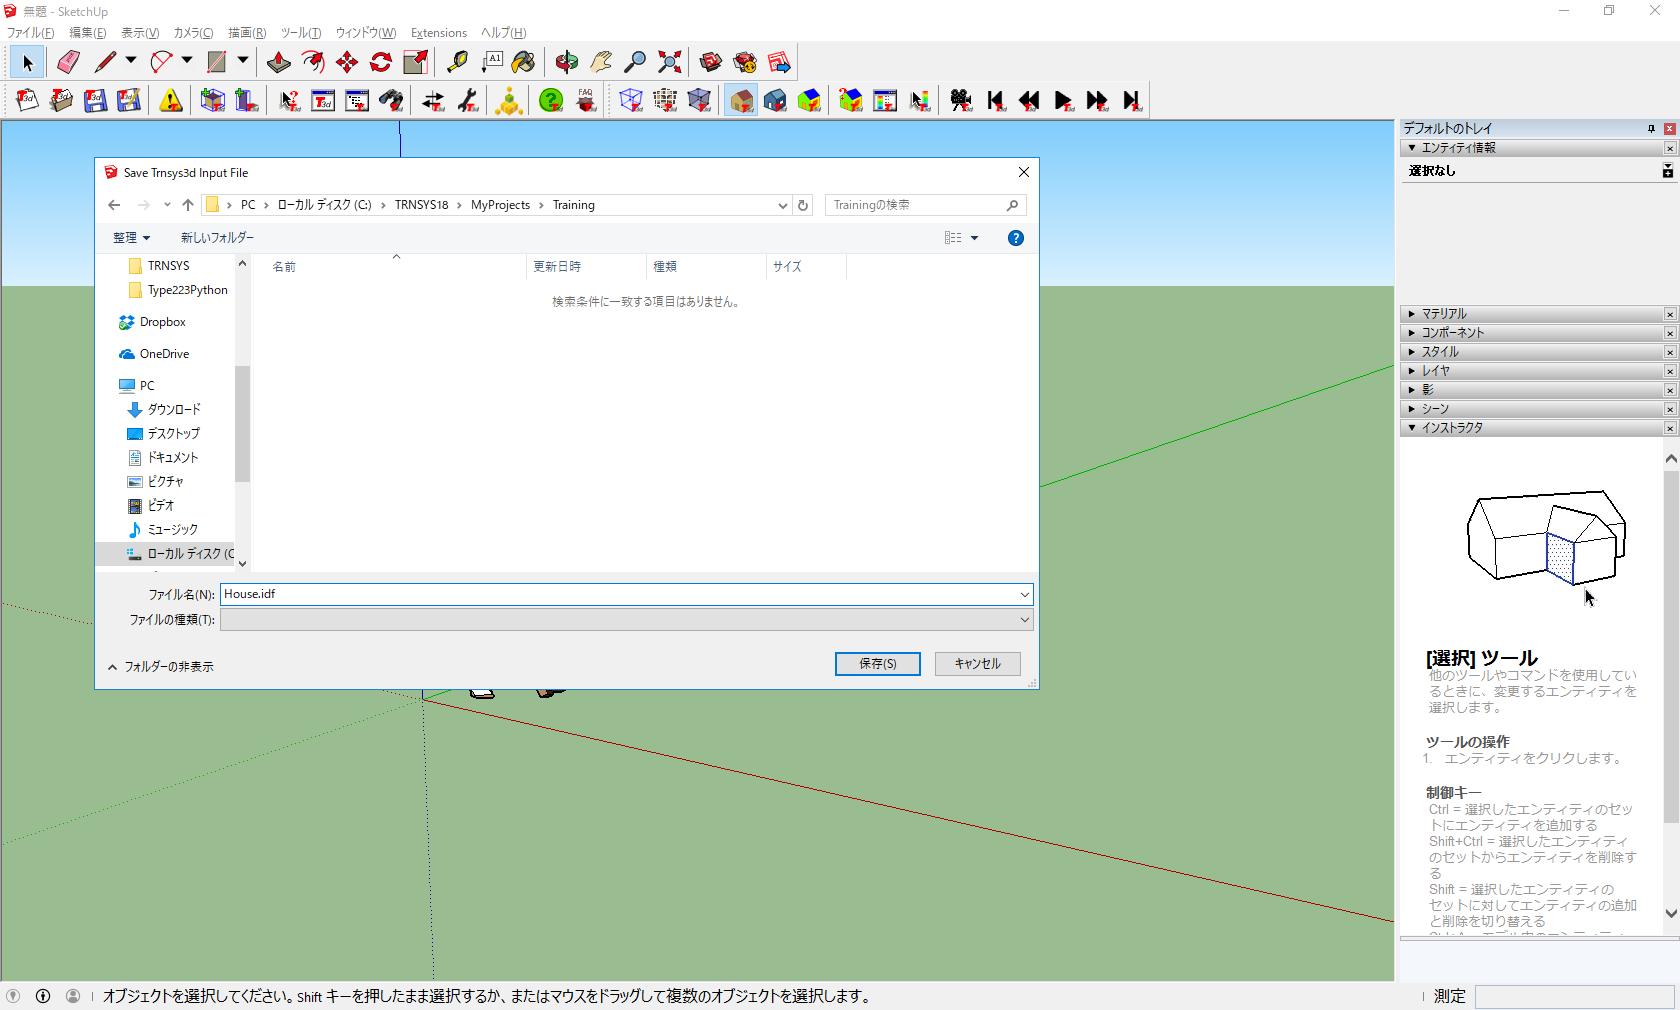 無題 - SketchUp
ファイル(F) 編集(E) 表示(V) カメラ(C) 描画(R) ツール(T) ウィンドウ(W) Extensions ヘルプ(H)
A1
FAQ
デフォルトのトレイ
エンティティ情報
選択なし
Save Trnsys3d Input File
PC › ローカル ディスク (C:) › TRNSYS18 › MyProjects › Training
Trainingの検索
整理 新しいフォルダー
TRNSYS
Type223Python
Dropbox
OneDrive
PC
ダウンロード
デスクトップ
ドキュメント
ピクチャ
ビデオ
ミュージック
ローカル ディスク (C
名前 更新日時 種類 サイズ
検索条件に一致する項目はありません。
ファイル名(N): House.idf
ファイルの種類(T):
フォルダーの非表示
保存(S) キャンセル
マテリアル
コンポーネント
スタイル
レイヤ
影
シーン
インストラクタ
[選択] ツール
他のツールやコマンドを使用してい
るときに、変更するエンティティを
選択します。
ツールの操作
1. エンティティをクリクします。
制御キー
Ctrl = 選択したエンティティのセッ
トにエンティティを追加する
Shift+Ctrl = 選択したエンティティ
のセットからエンティティを削除す
る
Shift = 選択したエンティティの
セットに対してエンティティの追加
と削除を切り替える
オブジェクトを選択してください。Shift キーを押したまま選択するか、またはマウスをドラッグして複数のオブジェクトを選択します。
測定